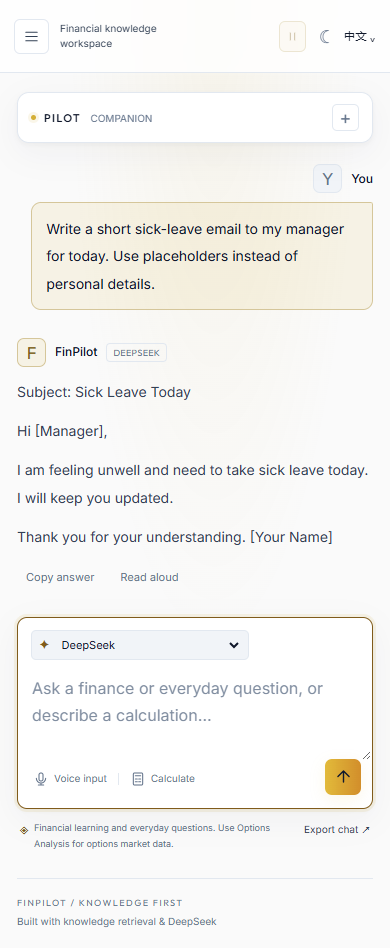 Financial knowledge
workspace
中文
PILOT COMPANION
+
Y You
Write a short sick-leave email to my manager
for today. Use placeholders instead of
personal details.
F FinPilot DEEPSEEK
Subject: Sick Leave Today
Hi [Manager],
I am feeling unwell and need to take sick leave today.
I will keep you updated.
Thank you for your understanding. [Your Name]
Copy answer Read aloud
DeepSeek
Ask a finance or everyday question, or
describe a calculation...
Voice input Calculate
Financial learning and everyday questions. Use Options
Analysis for options market data.
Export chat ↗
FINPILOT / KNOWLEDGE FIRST
Built with knowledge retrieval & DeepSeek